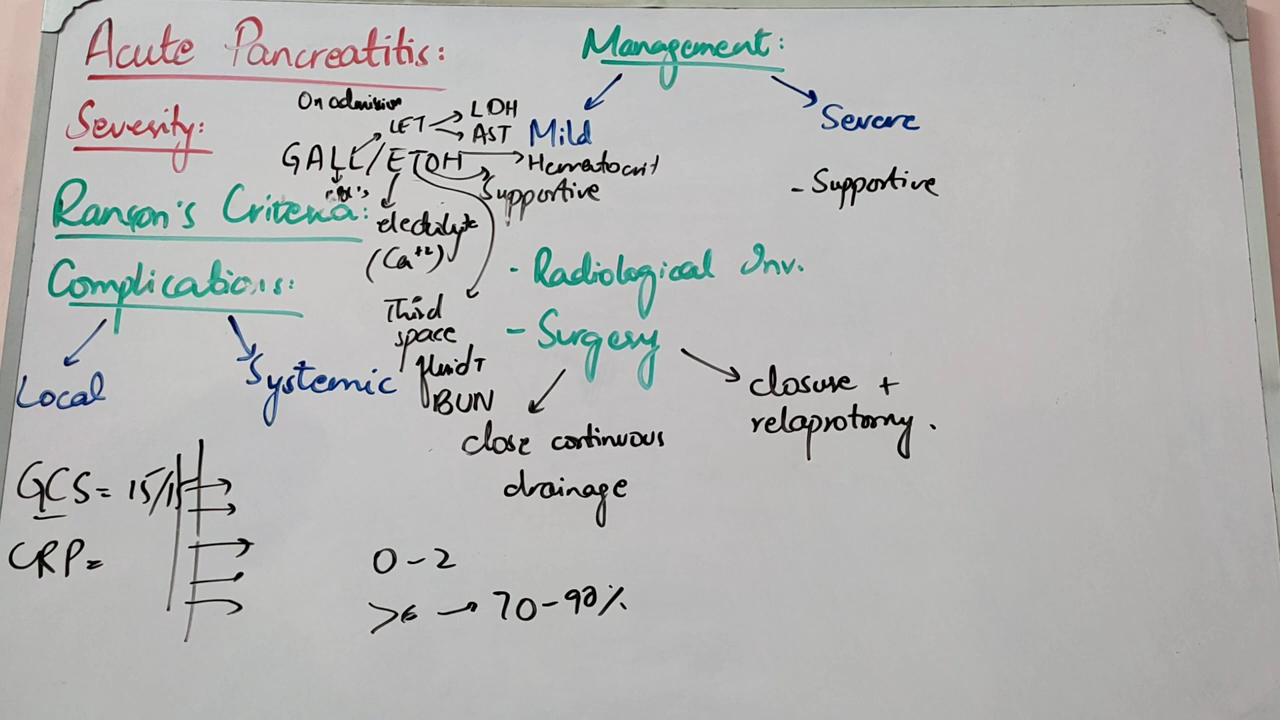 Acute Pancreatitis:
Severity:
On admission
LFT
LDH
AST
GALL/ETOH
Hematocrit
electrolyte
(Ca+2)
Third
space
fluid
BUN
Ranson's Criteria:
Complications:
Local
Systemic
GCS = 15/15
CRP =
0-2
>6 → 70-90%
Management:
Mild
Supportive
Severe
- Supportive
- Radiological Inv.
- Surgery
close continuous
drainage
closure +
relaprotomy.